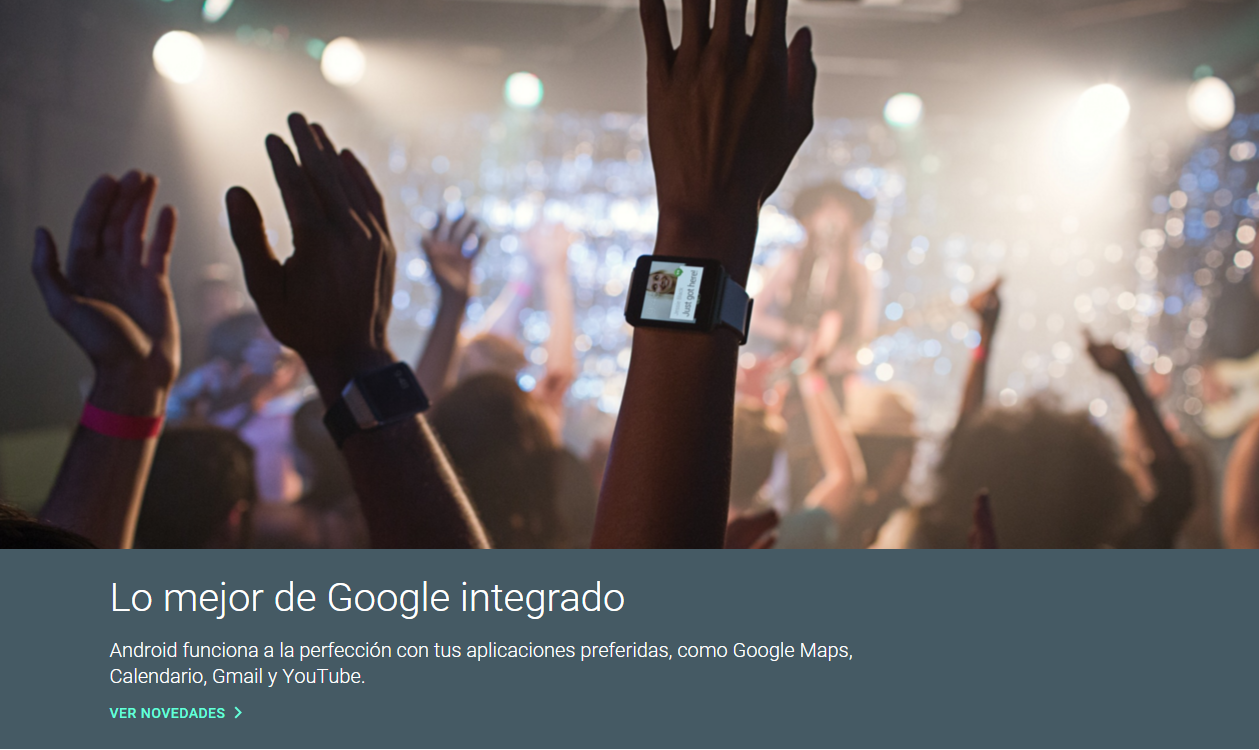 Just got here!
Lo mejor de Google integrado
Android funciona a la perfección con tus aplicaciones preferidas, como Google Maps,
Calendario, Gmail y YouTube.
VER NOVEDADES